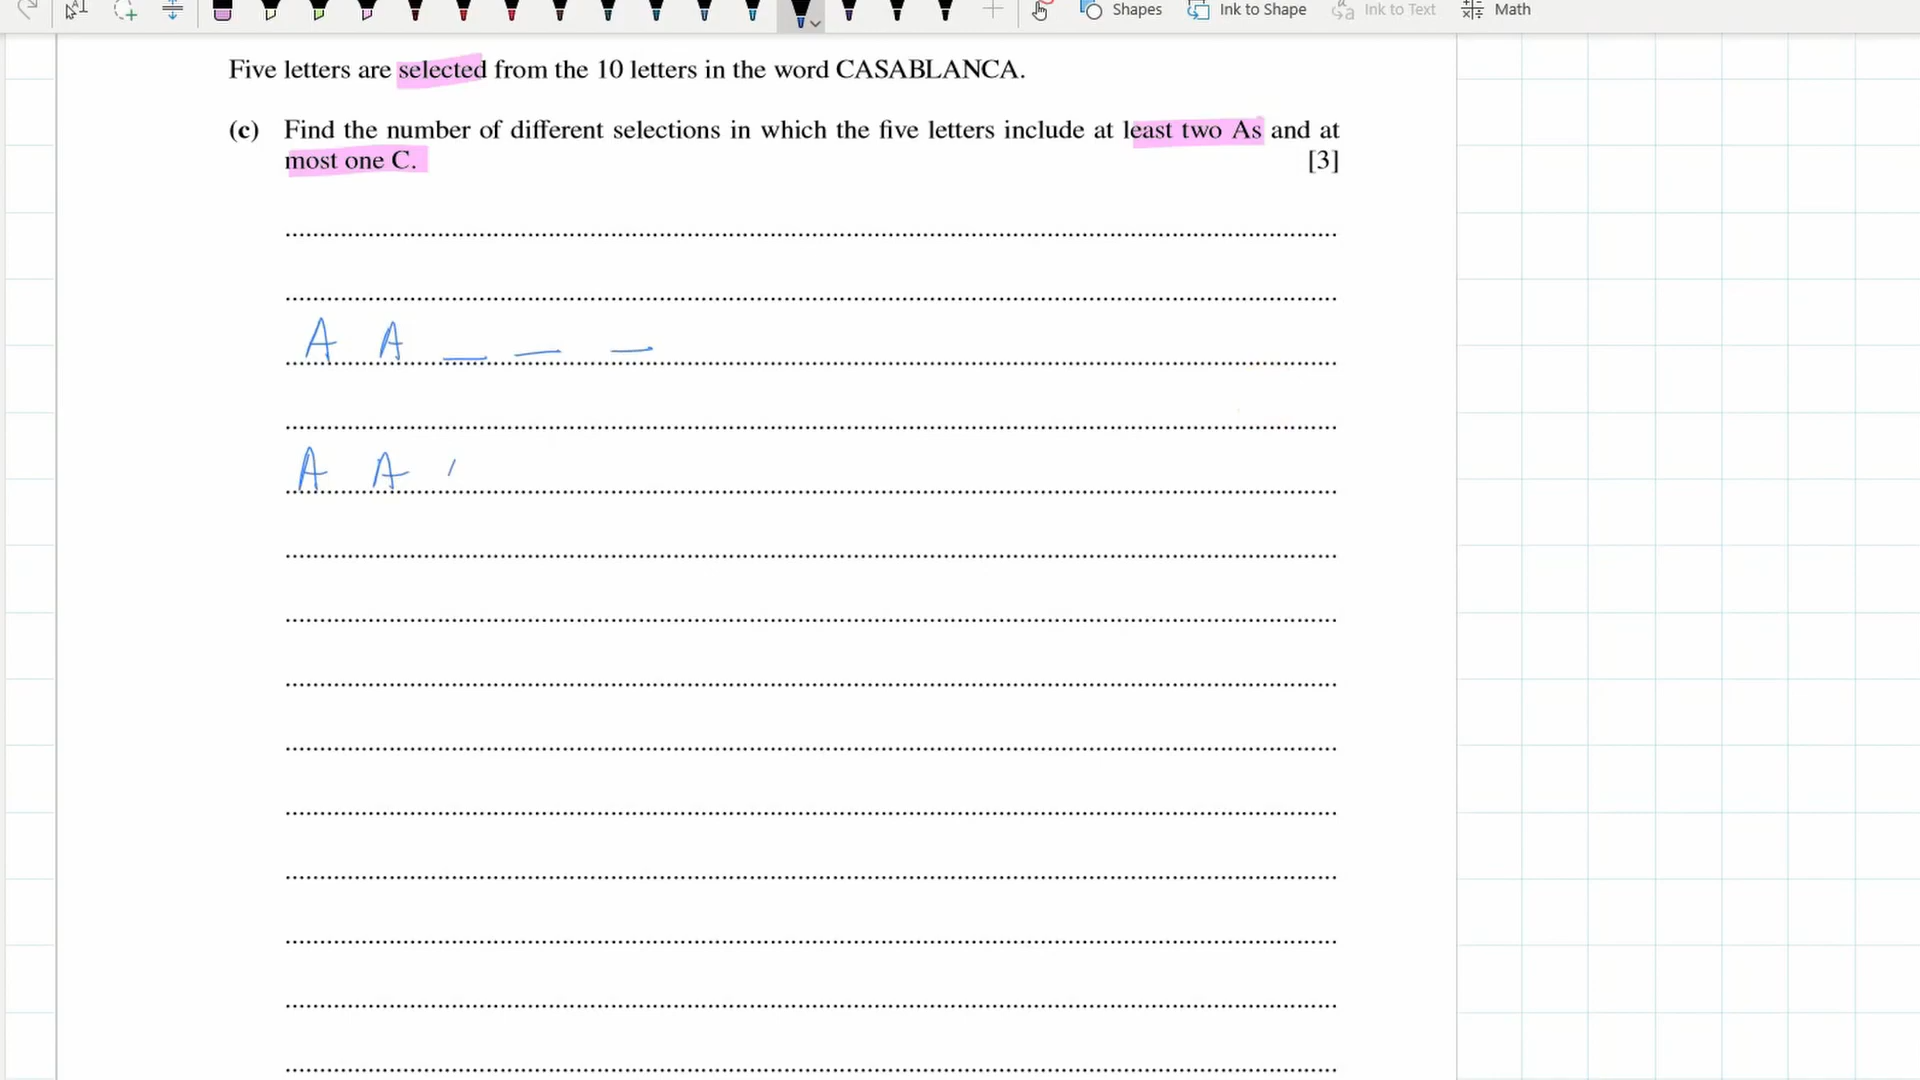 Shapes Ink to Shape Ink to Text Math
Five letters are selected from the 10 letters in the word CASABLANCA.
(c) Find the number of different selections in which the five letters include at least two As and at
most one C. [3]
A A _ _ _
A A